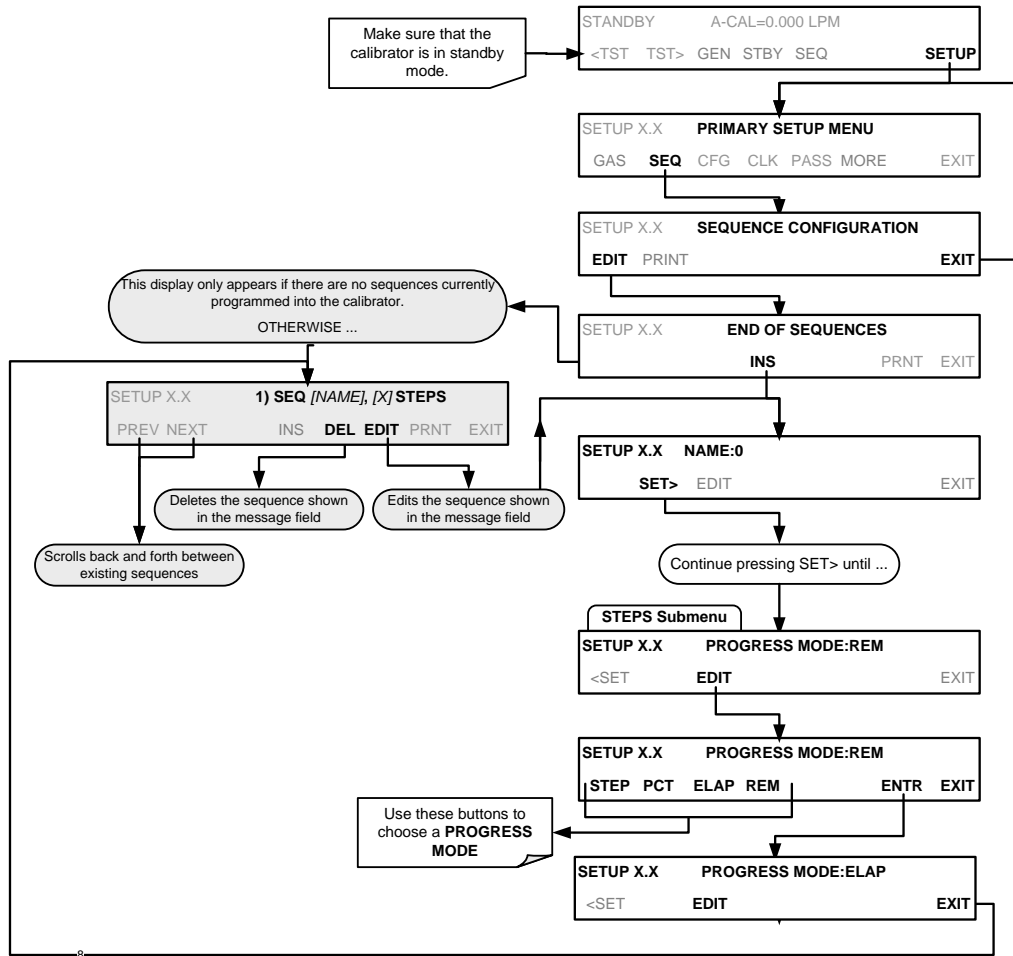 Make sure that the
calibrator is in standby
mode.
STANDBY A-CAL=0.000 LPM
<TST TST> GEN STBY SEQ SETUP
SETUP X.X PRIMARY SETUP MENU
GAS SEQ CFG CLK PASS MORE EXIT
SETUP X.X SEQUENCE CONFIGURATION
EDIT PRINT EXIT
This display only appears if there are no sequences currently
programmed into the calibrator.
OTHERWISE ...
SETUP X.X END OF SEQUENCES
INS PRNT EXIT
SETUP X.X 1) SEQ [NAME], [X] STEPS
PREV NEXT INS DEL EDIT PRNT EXIT
Deletes the sequence shown
in the message field
Edits the sequence shown
in the message field
Scrolls back and forth between
existing sequences
SETUP X.X NAME:0
SET> EDIT EXIT
Continue pressing SET> until ...
STEPS Submenu
SETUP X.X PROGRESS MODE:REM
<SET EDIT EXIT
SETUP X.X PROGRESS MODE:REM
STEP PCT ELAP REM ENTR EXIT
Use these buttons to
choose a PROGRESS
MODE
SETUP X.X PROGRESS MODE:ELAP
<SET EDIT EXIT
8